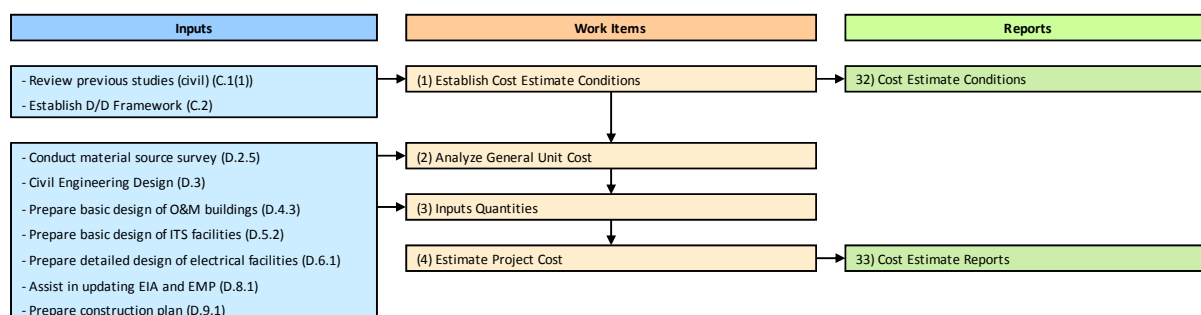 Inputs
Work Items
Reports
- Review previous studies (civil) (C.1(1))
- Establish D/D Framework (C.2)
(1) Establish Cost Estimate Conditions
32) Cost Estimate Conditions
- Conduct material source survey (D.2.5)
- Civil Engineering Design (D.3)
- Prepare basic design of O&M buildings (D.4.3)
- Prepare basic design of ITS facilities (D.5.2)
- Prepare detailed design of electrical facilities (D.6.1)
- Assist in updating EIA and EMP (D.8.1)
- Prepare construction plan (D.9.1)
(2) Analyze General Unit Cost
(3) Inputs Quantities
(4) Estimate Project Cost
33) Cost Estimate Reports